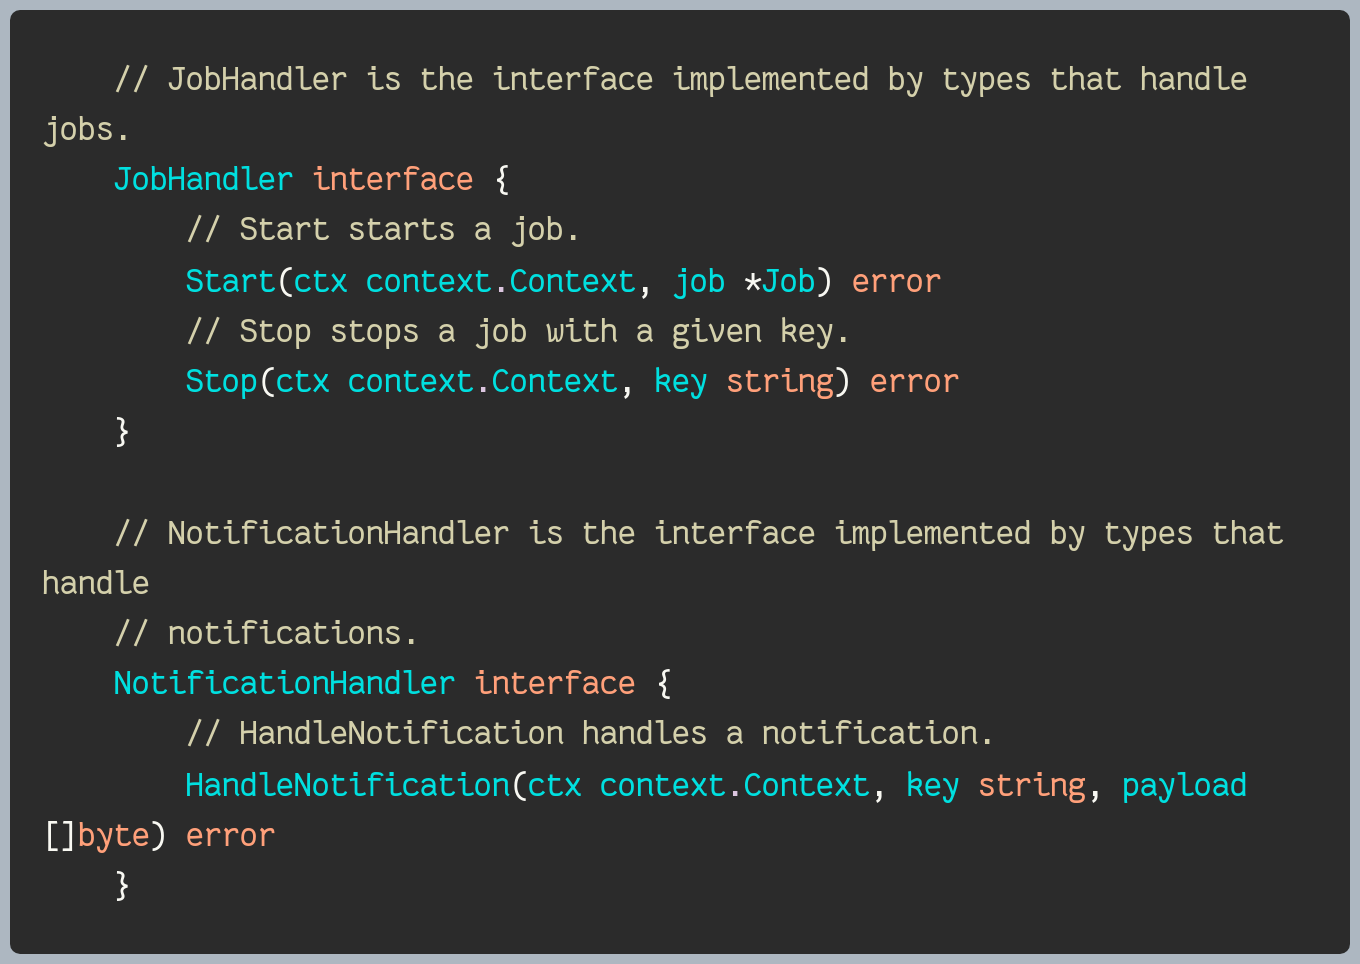 // JobHandler is the interface implemented by types that handle
jobs.
JobHandler interface {
// Start starts a job.
Start(ctx context.Context, job *Job) error
// Stop stops a job with a given key.
Stop(ctx context.Context, key string) error
}
// NotificationHandler is the interface implemented by types that
handle
// notifications.
NotificationHandler interface {
// HandleNotification handles a notification.
HandleNotification(ctx context.Context, key string, payload
[]byte) error
}